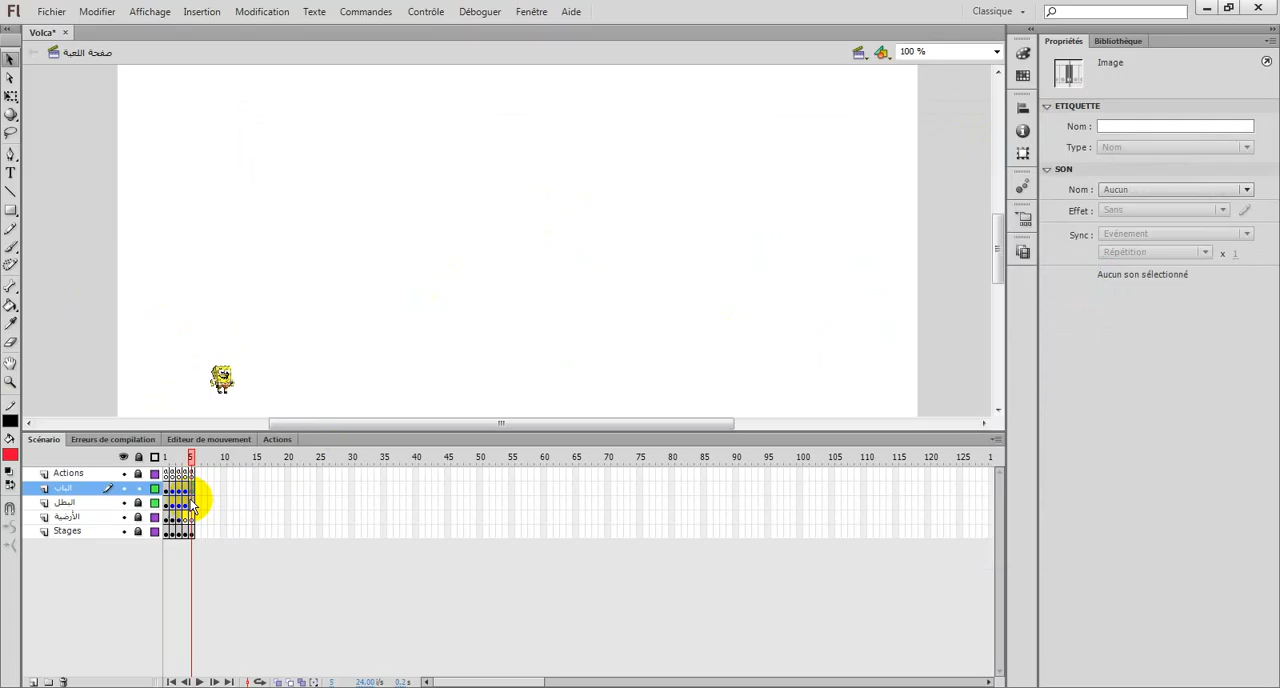 Fl Fichier Modifier Affichage Insertion Modification Texte Commandes Contrôle Déboguer Fenêtre Aide Classique
Volca* ×
صفحة اللعبة 100 %
Propriétés Bibliothèque
Image
ETIQUETTE
Nom :
Type : Nom
SON
Nom : Aucun
Effet : Sans
Sync : Evénement
Répétition x 1
Aucun son sélectionné
Scénario Erreurs de compilation Editeur de mouvement Actions
1 5 10 15 20 25 30 35 40 45 50 55 60 65 70 75 80 85 90 95 100 105 110 115 120 125 1
Actions
الباب
البطل
الأرضية
Stages
5 24.00 i/s 0.2 s